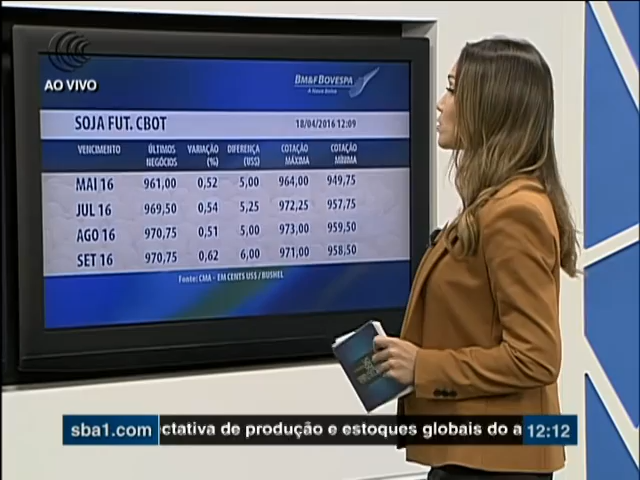 AO VIVO
BM&FBOVESPA
A Nova Bolsa
SOJA FUT. CBOT 18/04/2016 12:09
VENCIMENTO ÚLTIMOS NEGÓCIOS VARIAÇÃO (%) DIFERENÇA (US$) COTAÇÃO MÁXIMA COTAÇÃO MÍNIMA
MAI 16 961,00 0,52 5,00 964,00 949,75
JUL 16 969,50 0,54 5,25 972,25 957,75
AGO 16 970,75 0,51 5,00 973,00 959,50
SET 16 970,75 0,62 6,00 971,00 958,50
Fonte: CMA - EM CENTS US$ / BUSHEL
sba1.com ctativa de produção e estoques globais do a 12:12